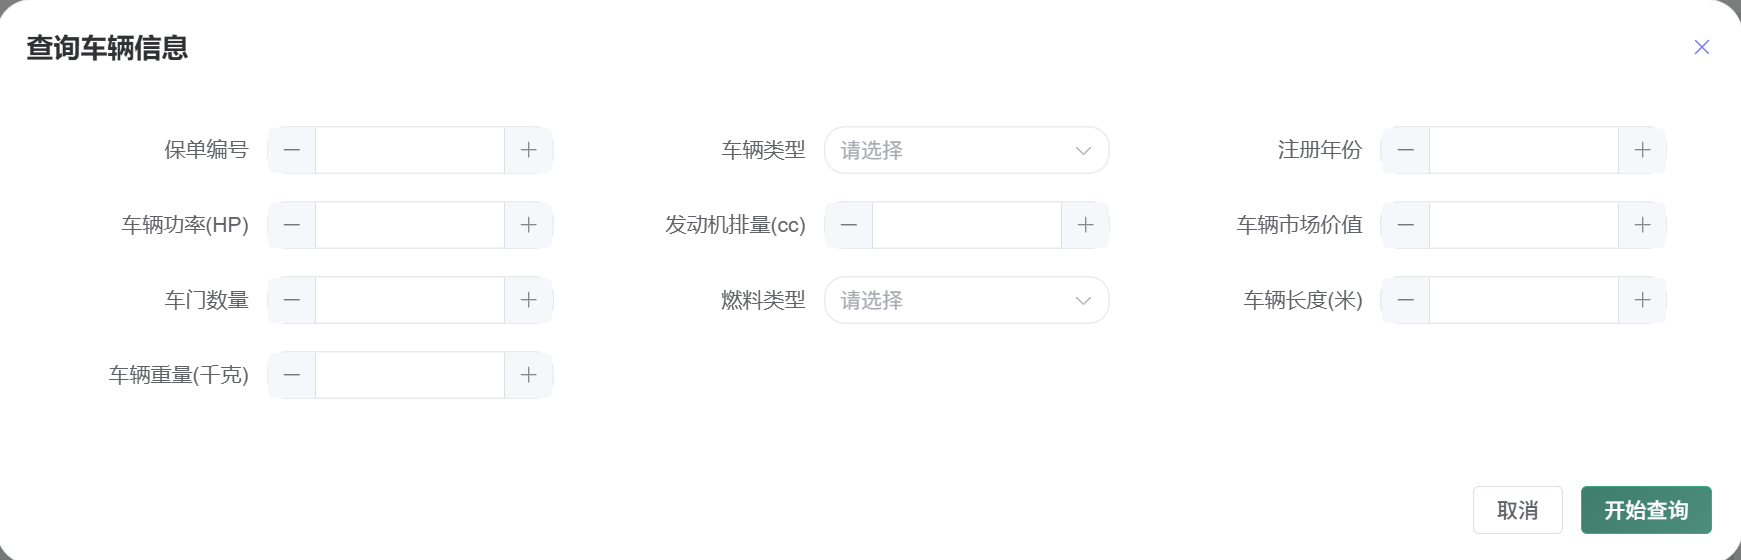 查询车辆信息
保单编号
车辆类型 请选择
注册年份
车辆功率(HP)
发动机排量(cc)
车辆市场价值
车门数量
燃料类型 请选择
车辆长度(米)
车辆重量(千克)
取消 开始查询